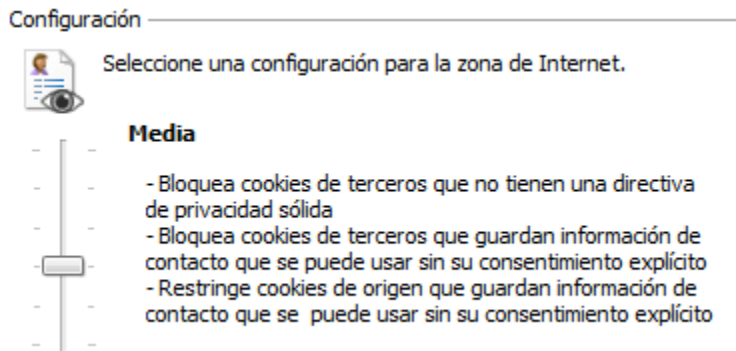 Configuración
Seleccione una configuración para la zona de Internet.
Media
- Bloquea cookies de terceros que no tienen una directiva
de privacidad sólida
- Bloquea cookies de terceros que guardan información de
contacto que se puede usar sin su consentimiento explícito
- Restringe cookies de origen que guardan información de
contacto que se  puede usar sin su consentimiento explícito